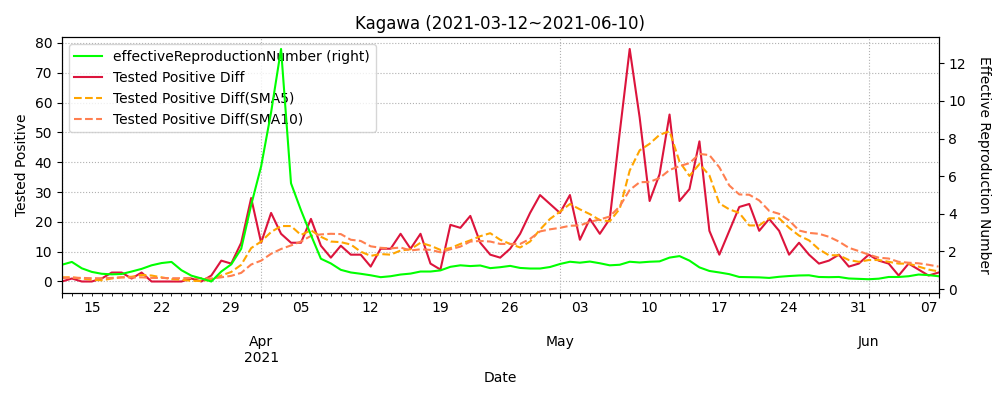 Kagawa (2021-03-12~2021-06-10)
effectiveReproductionNumber (right)
Tested Positive Diff
Tested Positive Diff(SMA5)
Tested Positive Diff(SMA10)
80
70
60
50
40
30
20
10
0
Tested Positive
12
10
8
6
4
2
0
Effective Reproduction Number
15 22 29 05 12 19 26 03 10 17 24 31 07
Apr May Jun
2021
Date